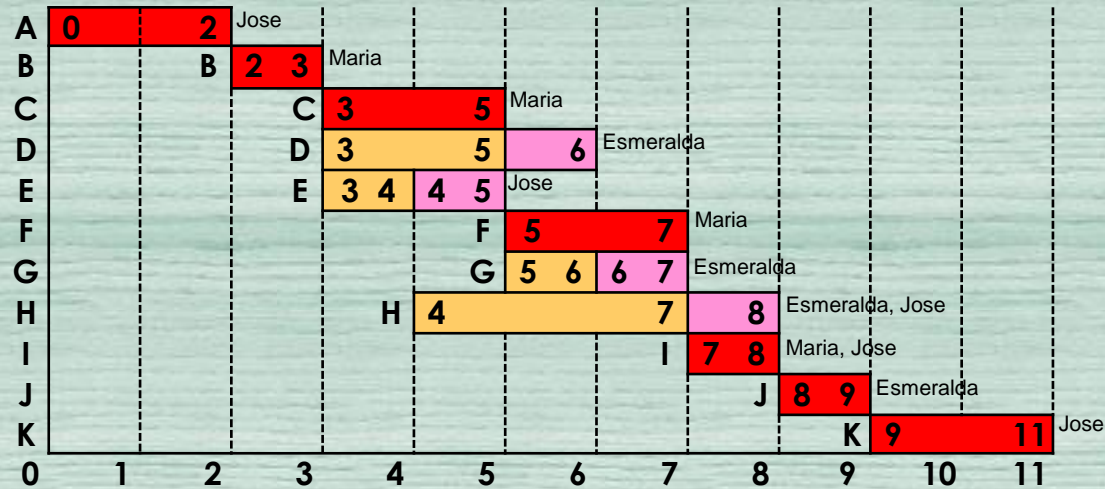 A 0 2 Jose
B B 2 3 Maria
C C 3 5 Maria
D D 3 5 6 Esmeralda
E E 3 4 4 5 Jose
F F 5 7 Maria
G G 5 6 6 7 Esmeralda
H H 4 7 8 Esmeralda, Jose
I I 7 8 Maria, Jose
J J 8 9 Esmeralda
K K 9 11 Jose
0 1 2 3 4 5 6 7 8 9 10 11